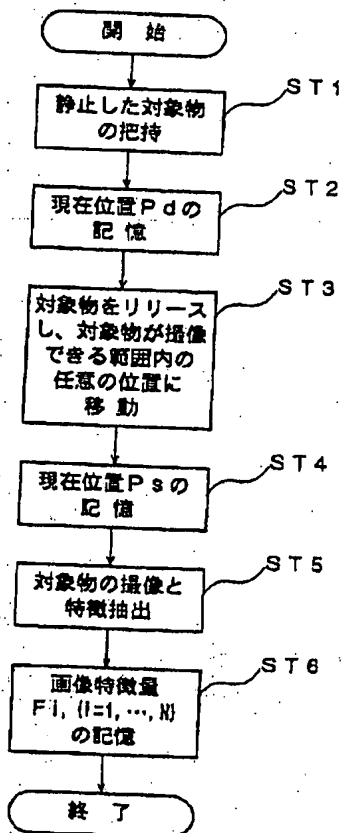 開 始
ST1
静止した対象物
の把持
ST2
現在位置Pdの
記 憶
ST3
対象物をリリース
し、対象物が撮像
できる範囲内の
任意の位置に
移 動
ST4
現在位置Psの
記 憶
ST5
対象物の撮像と
特徴抽出
ST6
画像特徴量
Fi, (i=1, …, N)
の記憶
終 了